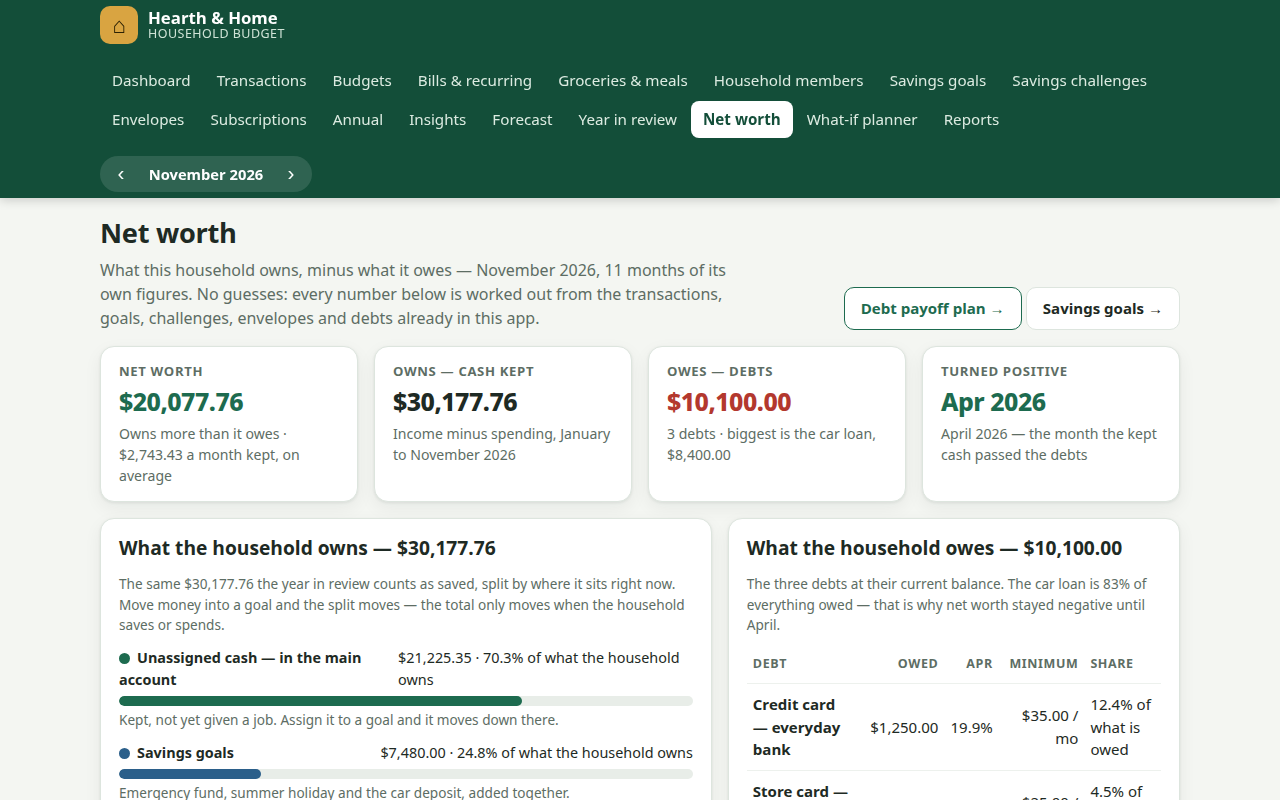 Hearth & Home
HOUSEHOLD BUDGET
Dashboard Transactions Budgets Bills & recurring Groceries & meals Household members Savings goals Savings challenges
Envelopes Subscriptions Annual Insights Forecast Year in review Net worth What-if planner Reports
‹ November 2026 ›
Net worth
What this household owns, minus what it owes — November 2026, 11 months of its
own figures. No guesses: every number below is worked out from the transactions,
goals, challenges, envelopes and debts already in this app.
Debt payoff plan → Savings goals →
NET WORTH
$20,077.76
Owns more than it owes ·
$2,743.43 a month kept, on
average
OWNS — CASH KEPT
$30,177.76
Income minus spending, January
to November 2026
OWES — DEBTS
$10,100.00
3 debts · biggest is the car loan,
$8,400.00
TURNED POSITIVE
Apr 2026
April 2026 — the month the kept
cash passed the debts
What the household owns — $30,177.76
The same $30,177.76 the year in review counts as saved, split by where it sits right now.
Move money into a goal and the split moves — the total only moves when the household
saves or spends.
Unassigned cash — in the main
account
$21,225.35 · 70.3% of what the household
owns
Kept, not yet given a job. Assign it to a goal and it moves down there.
Savings goals $7,480.00 · 24.8% of what the household owns
Emergency fund, summer holiday and the car deposit, added together.
What the household owes — $10,100.00
The three debts at their current balance. The car loan is 83% of
everything owed — that is why net worth stayed negative until
April.
DEBT OWED APR MINIMUM SHARE
Credit card
— everyday
bank
$1,250.00 19.9%
$35.00 /
mo
12.4% of
what is
owed
Store card —
$25.00 /
4.5% of